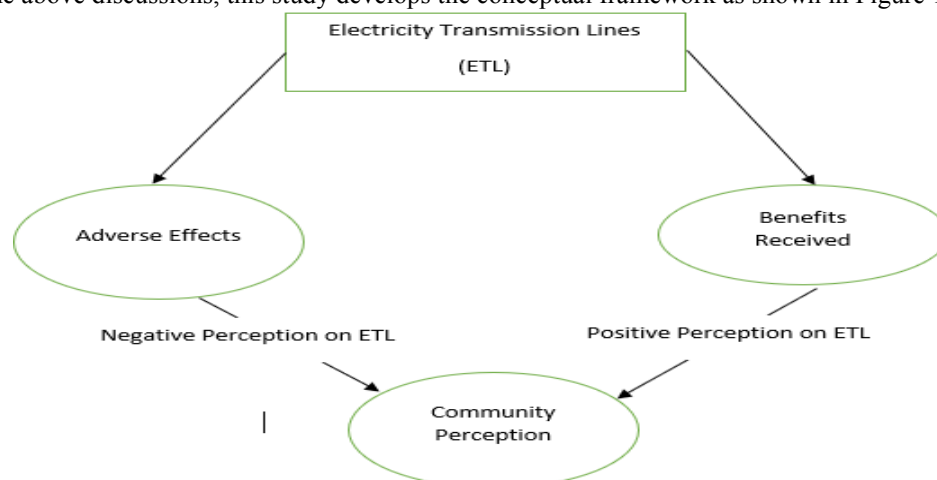 e above discussions, this study develops the conceptual framework as shown in Figure
Electricity Transmission Lines
(ETL)
Adverse Effects
Benefits
Received
Negative Perception on ETL
Positive Perception on ETL
Community
Perception